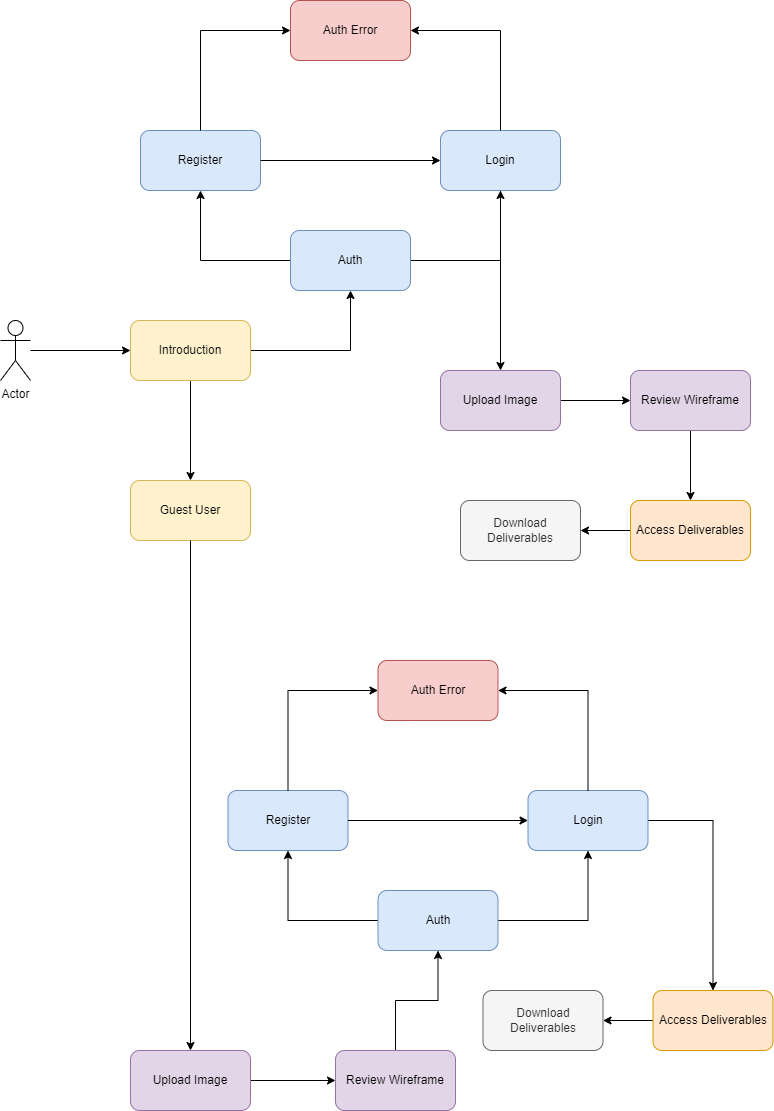 Auth Error
Register
Login
Auth
Introduction
Actor
Upload Image
Review Wireframe
Guest User
Download
Deliverables
Access Deliverables
Auth Error
Register
Login
Auth
Download
Deliverables
Access Deliverables
Upload Image
Review Wireframe